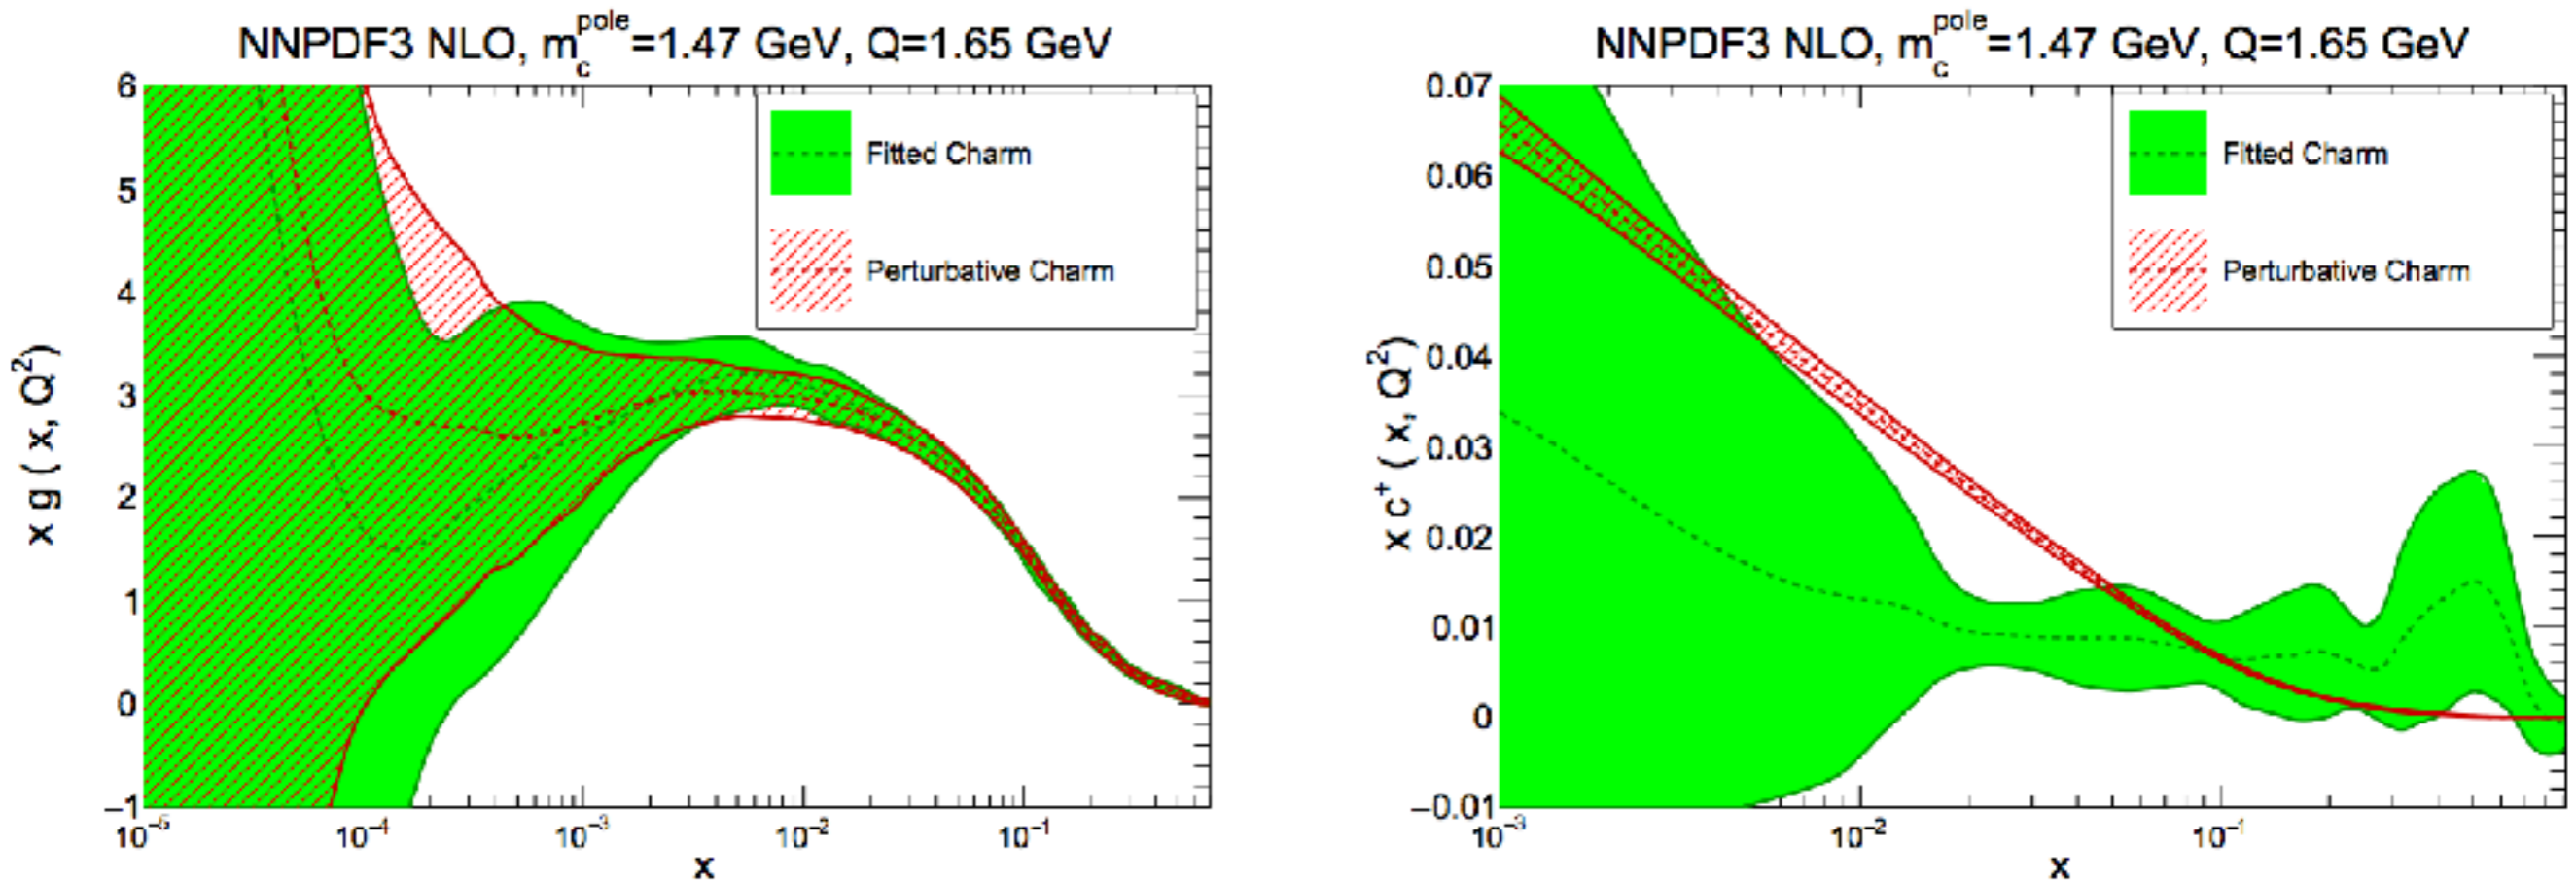 NNPDF3 NLO, m_c^pole=1.47 GeV, Q=1.65 GeV
Fitted Charm
Perturbative Charm
x g ( x, Q²)
6
5
4
3
2
1
0
−1
10⁻⁵
10⁻⁴
10⁻³
10⁻²
10⁻¹
x
NNPDF3 NLO, m_c^pole=1.47 GeV, Q=1.65 GeV
Fitted Charm
Perturbative Charm
x c⁺ ( x, Q²)
0.07
0.06
0.05
0.04
0.03
0.02
0.01
0
−0.01
10⁻³
10⁻²
10⁻¹
x